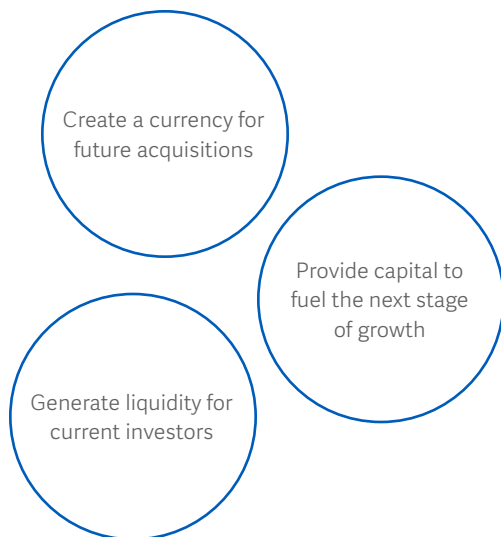 Create a currency for
future acquisitions
Provide capital to
fuel the next stage
of growth
Generate liquidity for
current investors